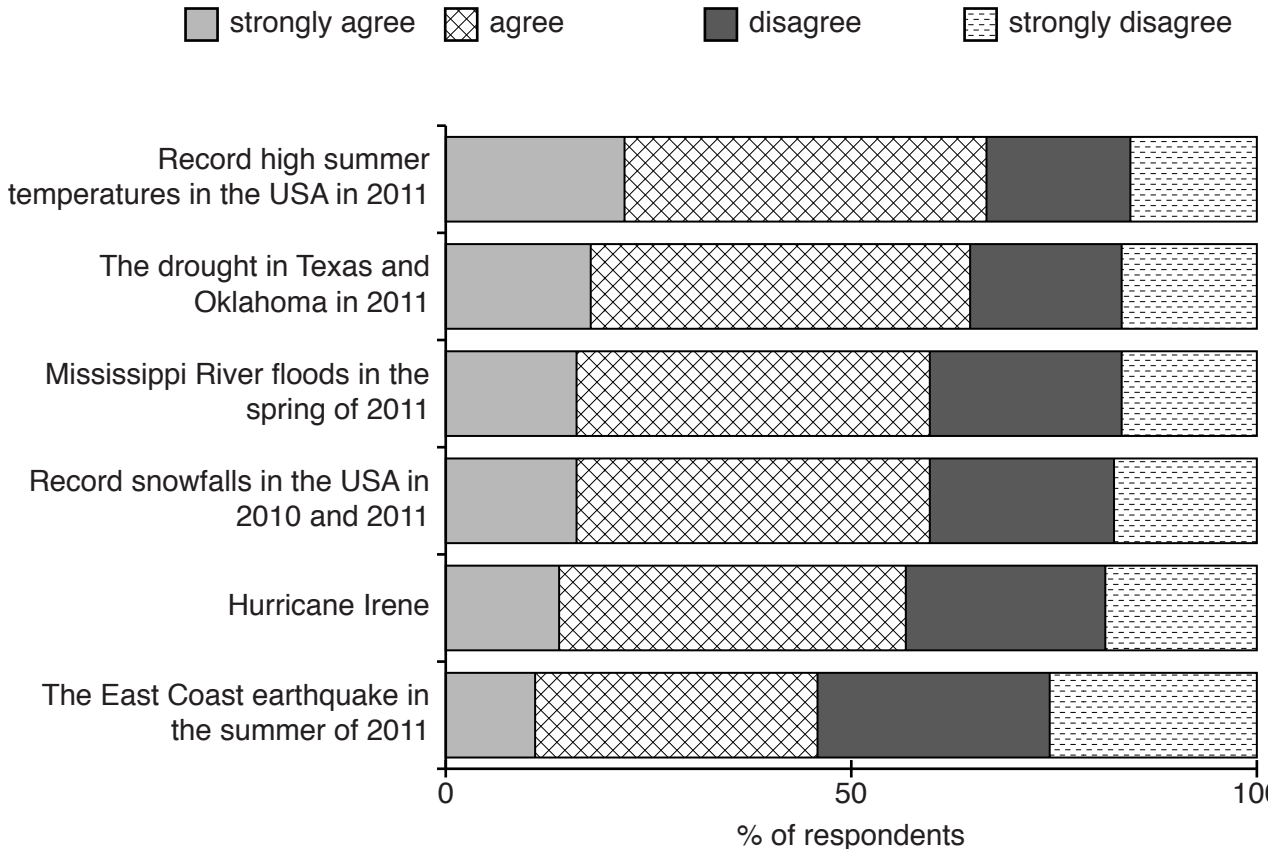 strongly agree agree disagree strongly disagree
Record high summer
temperatures in the USA in 2011
The drought in Texas and
Oklahoma in 2011
Mississippi River floods in the
spring of 2011
Record snowfalls in the USA in
2010 and 2011
Hurricane Irene
The East Coast earthquake in
the summer of 2011
0 50 100
% of respondents